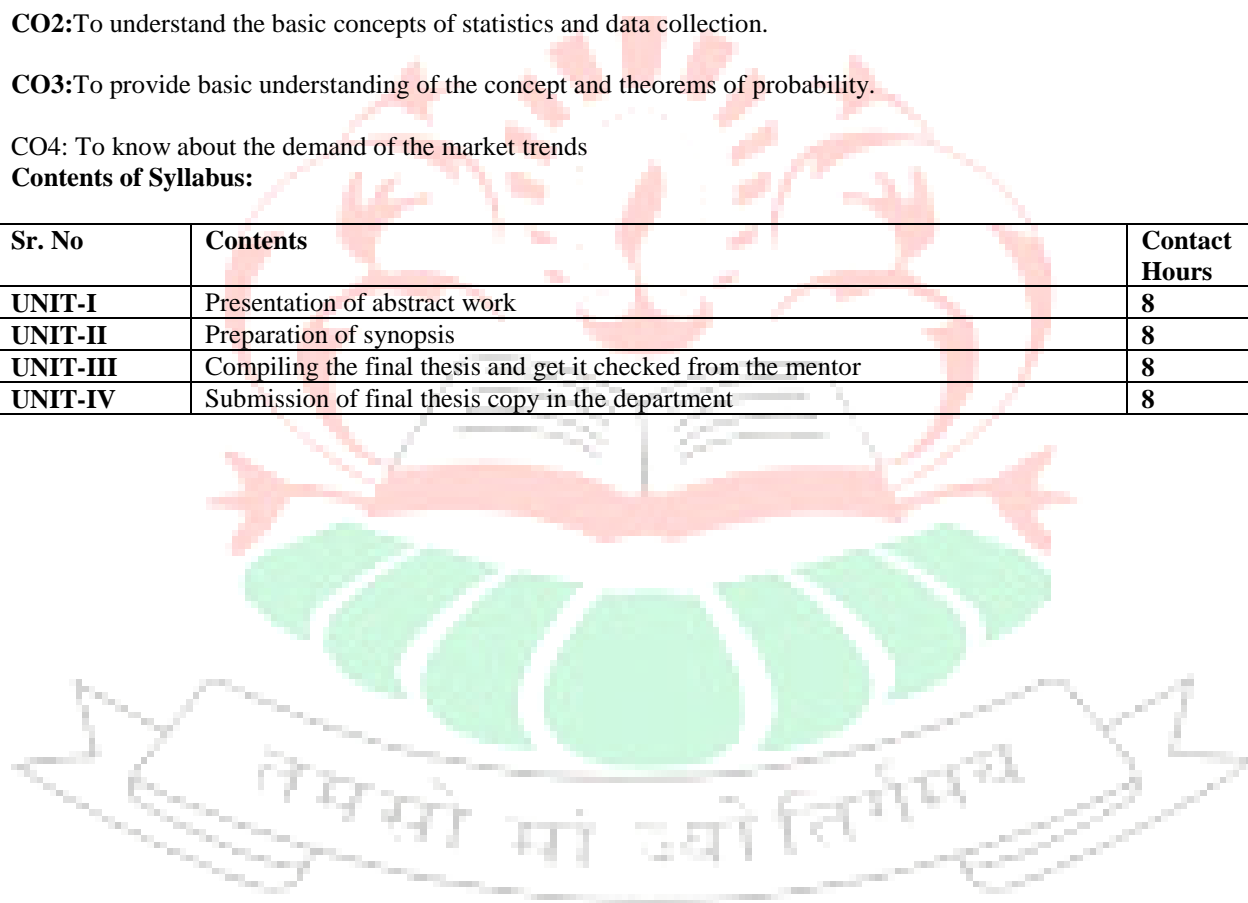 CO2:To understand the basic concepts of statistics and data collection.
CO3:To provide basic understanding of the concept and theorems of probability.
CO4: To know about the demand of the market trends
Contents of Syllabus:
Sr. No Contents Contact Hours
UNIT-I Presentation of abstract work 8
UNIT-II Preparation of synopsis 8
UNIT-III Compiling the final thesis and get it checked from the mentor 8
UNIT-IV Submission of final thesis copy in the department 8